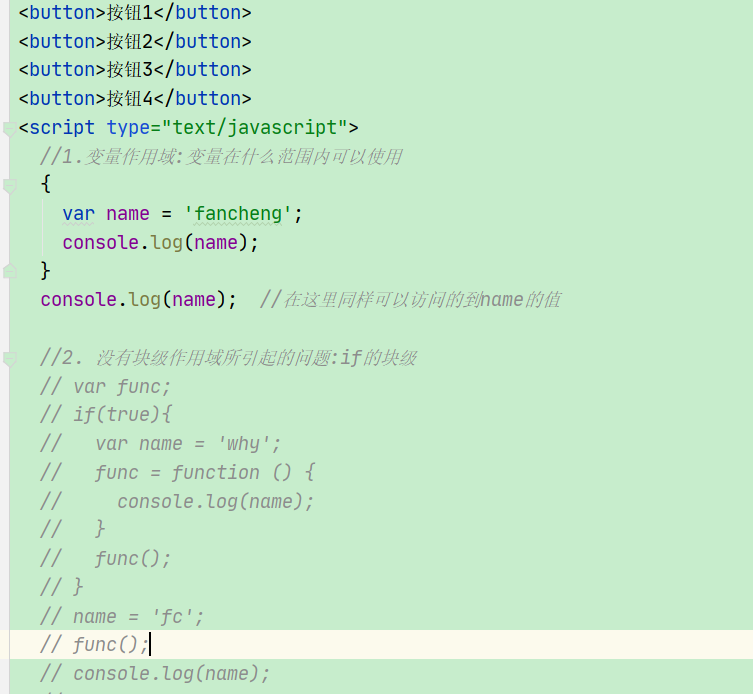 <button>按钮1</button>
<button>按钮2</button>
<button>按钮3</button>
<button>按钮4</button>
<script type="text/javascript">
//1.变量作用域:变量在什么范围内可以使用
{
var name = 'fancheng';
console.log(name);
}
console.log(name);  //在这里同样可以访问的到name的值
//2. 没有块级作用域所引起的问题:if的块级
// var func;
// if(true){
//   var name = 'why';
//   func = function () {
//     console.log(name);
//   }
//   func();
// }
// name = 'fc';
// func();
// console.log(name);